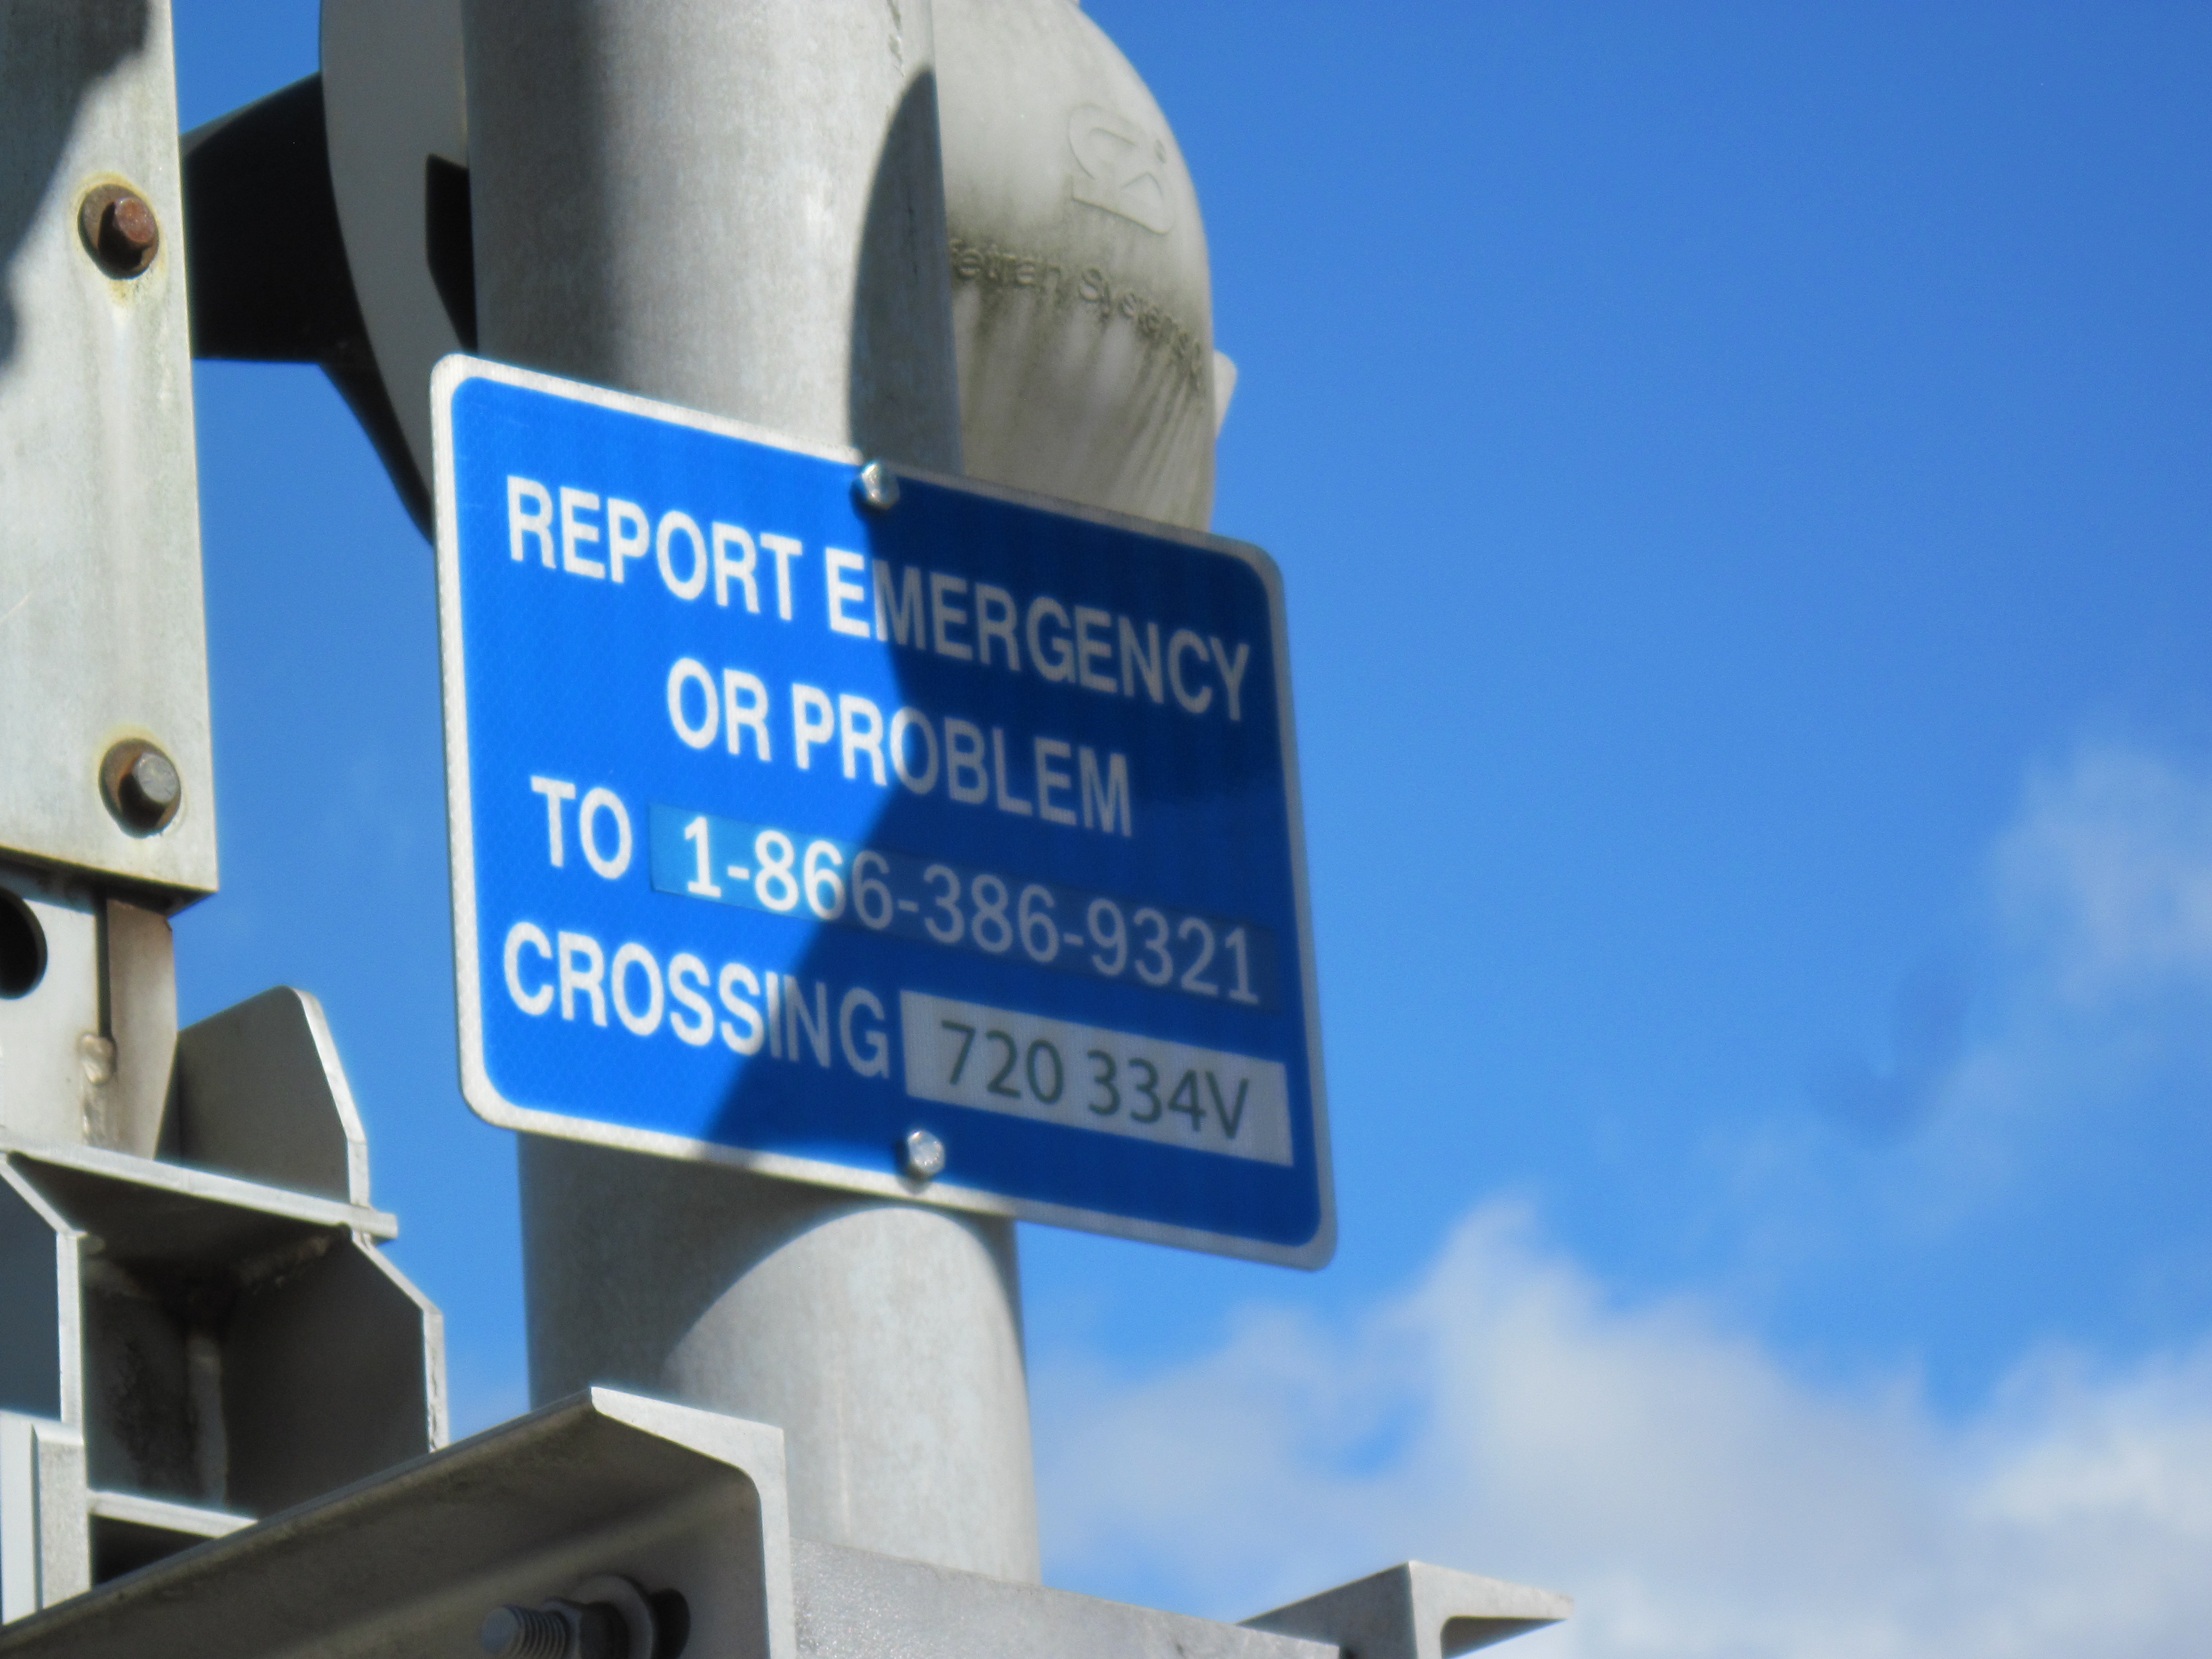 REPORT EMERGENCY
OR PROBLEM
TO 1-866-386-9321
CROSSING 720 334V